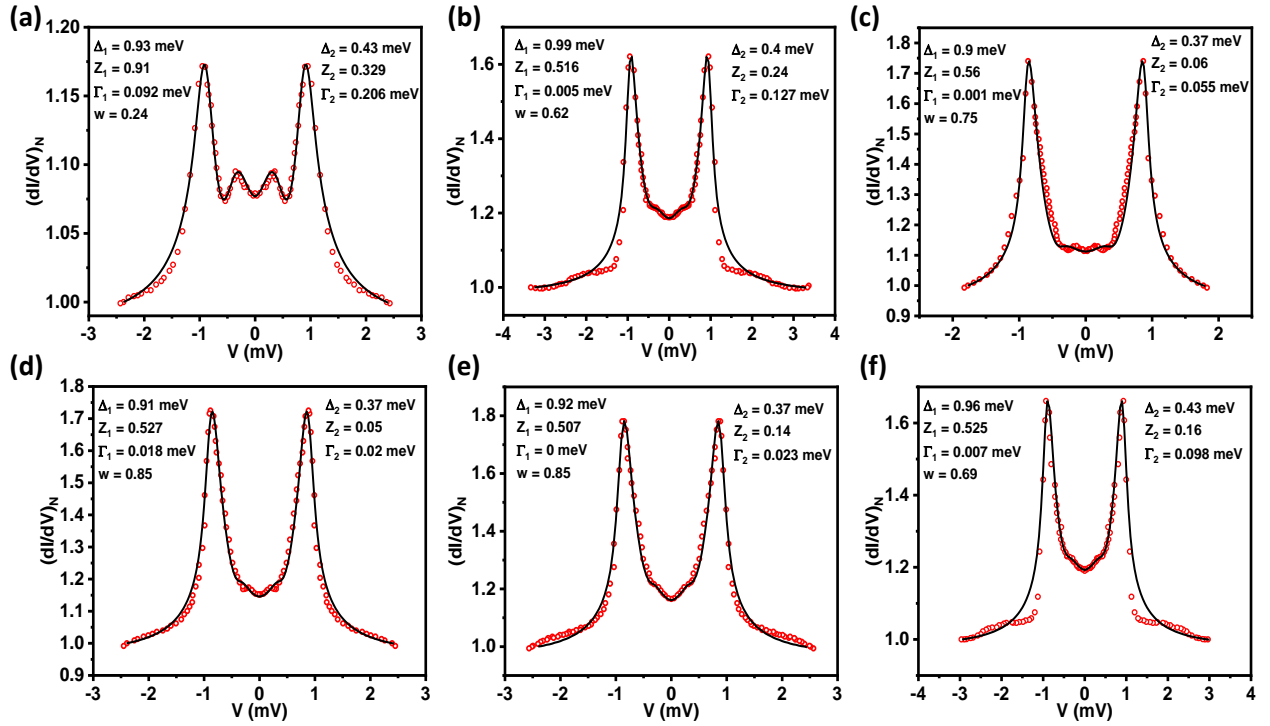 (a)
Δ₁ = 0.93 meV
Z₁ = 0.91
Γ₁ = 0.092 meV
w = 0.24
Δ₂ = 0.43 meV
Z₂ = 0.329
Γ₂ = 0.206 meV
(dI/dV)N
1.20
1.15
1.10
1.05
1.00
-3 -2 -1 0 1 2 3
V (mV)
(b)
Δ₁ = 0.99 meV
Z₁ = 0.516
Γ₁ = 0.005 meV
w = 0.62
Δ₂ = 0.4 meV
Z₂ = 0.24
Γ₂ = 0.127 meV
(dI/dV)N
1.6
1.4
1.2
1.0
-4 -3 -2 -1 0 1 2 3 4
V (mV)
(c)
Δ₁ = 0.9 meV
Z₁ = 0.56
Γ₁ = 0.001 meV
w = 0.75
Δ₂ = 0.37 meV
Z₂ = 0.06
Γ₂ = 0.055 meV
(dI/dV)N
1.8
1.7
1.6
1.5
1.4
1.3
1.2
1.1
1.0
0.9
-2 -1 0 1 2
V (mV)
(d)
Δ₁ = 0.91 meV
Z₁ = 0.527
Γ₁ = 0.018 meV
w = 0.85
Δ₂ = 0.37 meV
Z₂ = 0.05
Γ₂ = 0.02 meV
(dI/dV)N
1.8
1.7
1.6
1.5
1.4
1.3
1.2
1.1
1.0
0.9
-3 -2 -1 0 1 2 3
V (mV)
(e)
Δ₁ = 0.92 meV
Z₁ = 0.507
Γ₁ = 0 meV
w = 0.85
Δ₂ = 0.37 meV
Z₂ = 0.14
Γ₂ = 0.023 meV
(dI/dV)N
1.8
1.6
1.4
1.2
1.0
-3 -2 -1 0 1 2 3
V (mV)
(f)
Δ₁ = 0.96 meV
Z₁ = 0.525
Γ₁ = 0.007 meV
w = 0.69
Δ₂ = 0.43 meV
Z₂ = 0.16
Γ₂ = 0.098 meV
(dI/dV)N
1.6
1.4
1.2
1.0
-4 -3 -2 -1 0 1 2 3 4
V (mV)